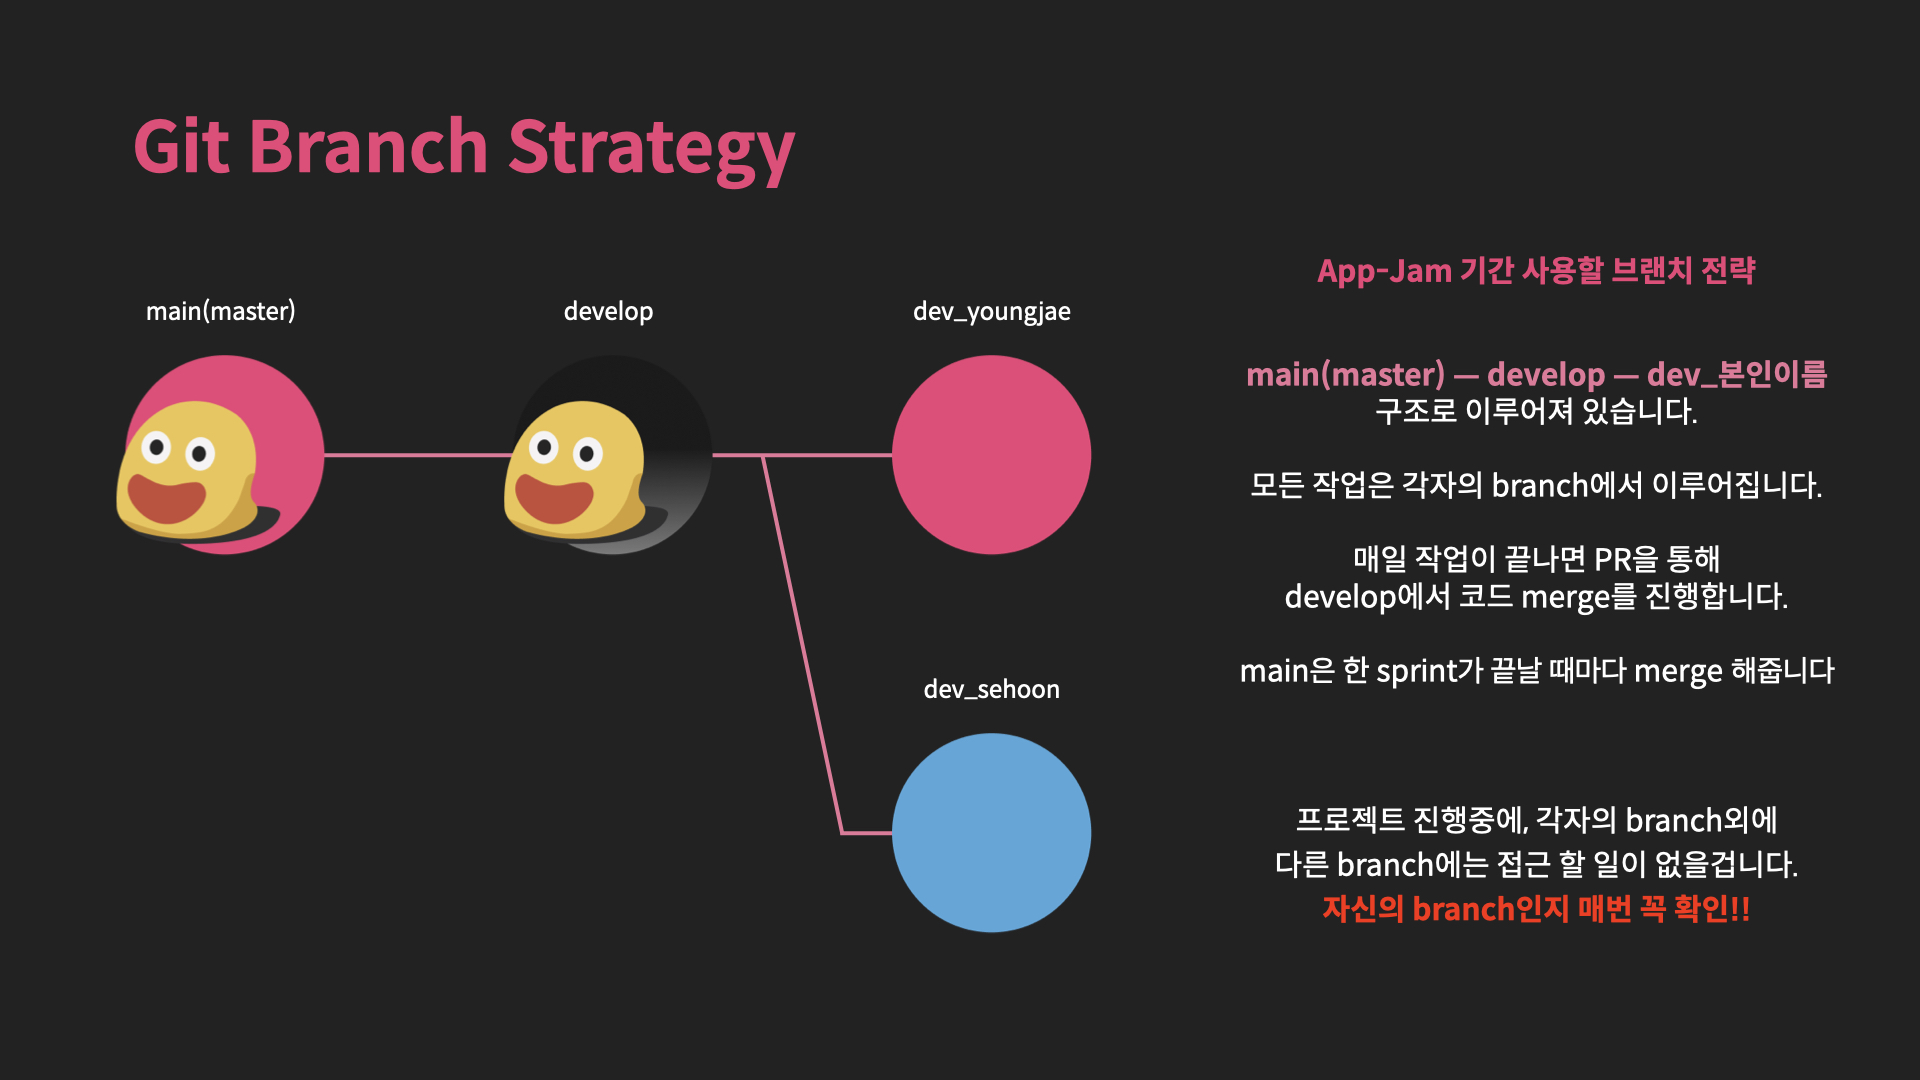 Git Branch Strategy
main(master)
develop
dev_youngjae
dev_sehoon
App-Jam 기간 사용할 브랜치 전략
main(master) — develop — dev_본인이름
구조로 이루어져 있습니다.
모든 작업은 각자의 branch에서 이루어집니다.
매일 작업이 끝나면 PR을 통해
develop에서 코드 merge를 진행합니다.
main은 한 sprint가 끝날 때마다 merge 해줍니다
프로젝트 진행중에, 각자의 branch외에
다른 branch에는 접근 할 일이 없을겁니다.
자신의 branch인지 매번 꼭 확인!!